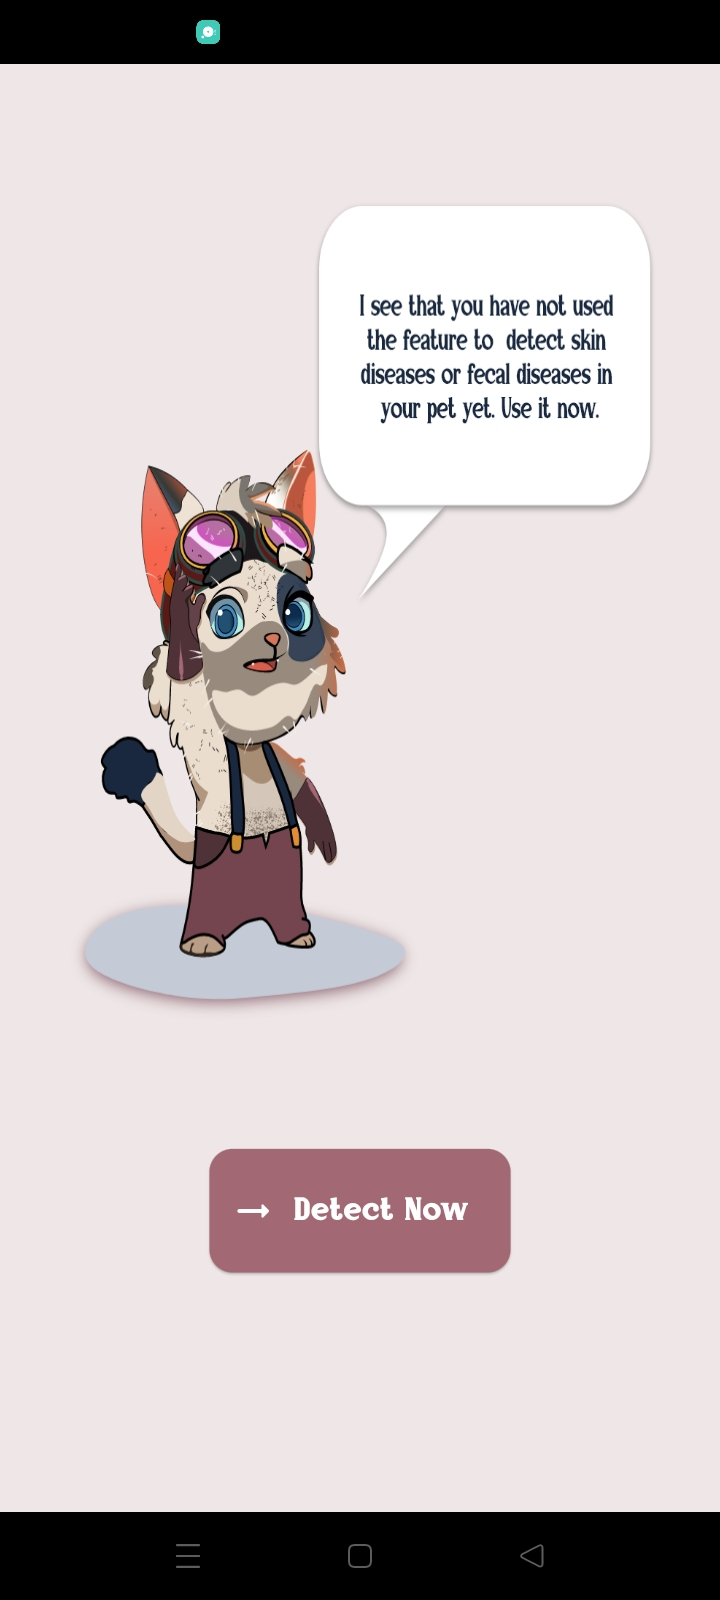 I see that you have not used
the feature to  detect skin
diseases or fecal diseases in
your pet yet. Use it now.
Detect Now